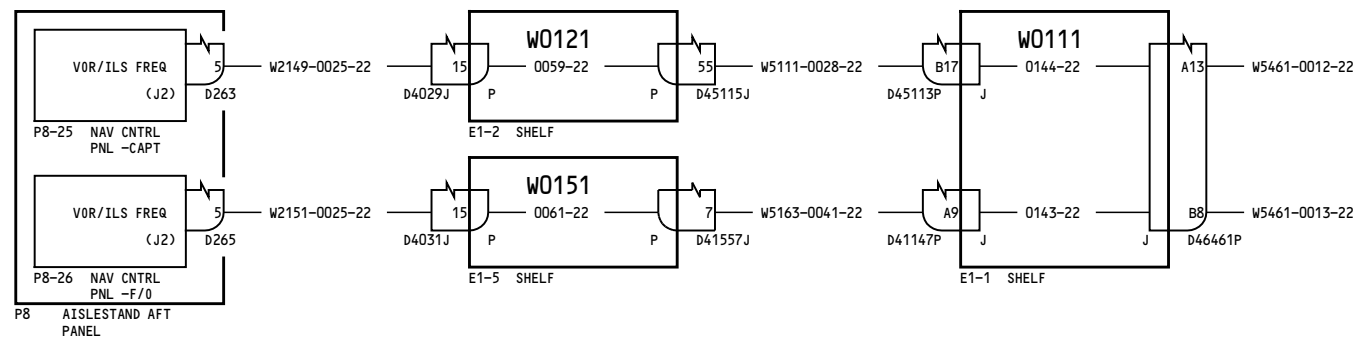 W0121
W0111
VOR/ILS FREQ 5 W2149-0025-22 15 0059-22 55 W5111-0028-22 B17 0144-22 A13 W5461-0012-22
(J2) D263 D4029J P P D45115J D45113P J
P8-25 NAV CNTRL
PNL -CAPT
E1-2 SHELF
W0151
VOR/ILS FREQ 5 W2151-0025-22 15 0061-22 7 W5163-0041-22 A9 0143-22 B8 W5461-0013-22
(J2) D265 D4031J P P D41557J D41147P J J D46461P
P8-26 NAV CNTRL
PNL -F/O
E1-5 SHELF
E1-1 SHELF
P8 AISLESTAND AFT
PANEL